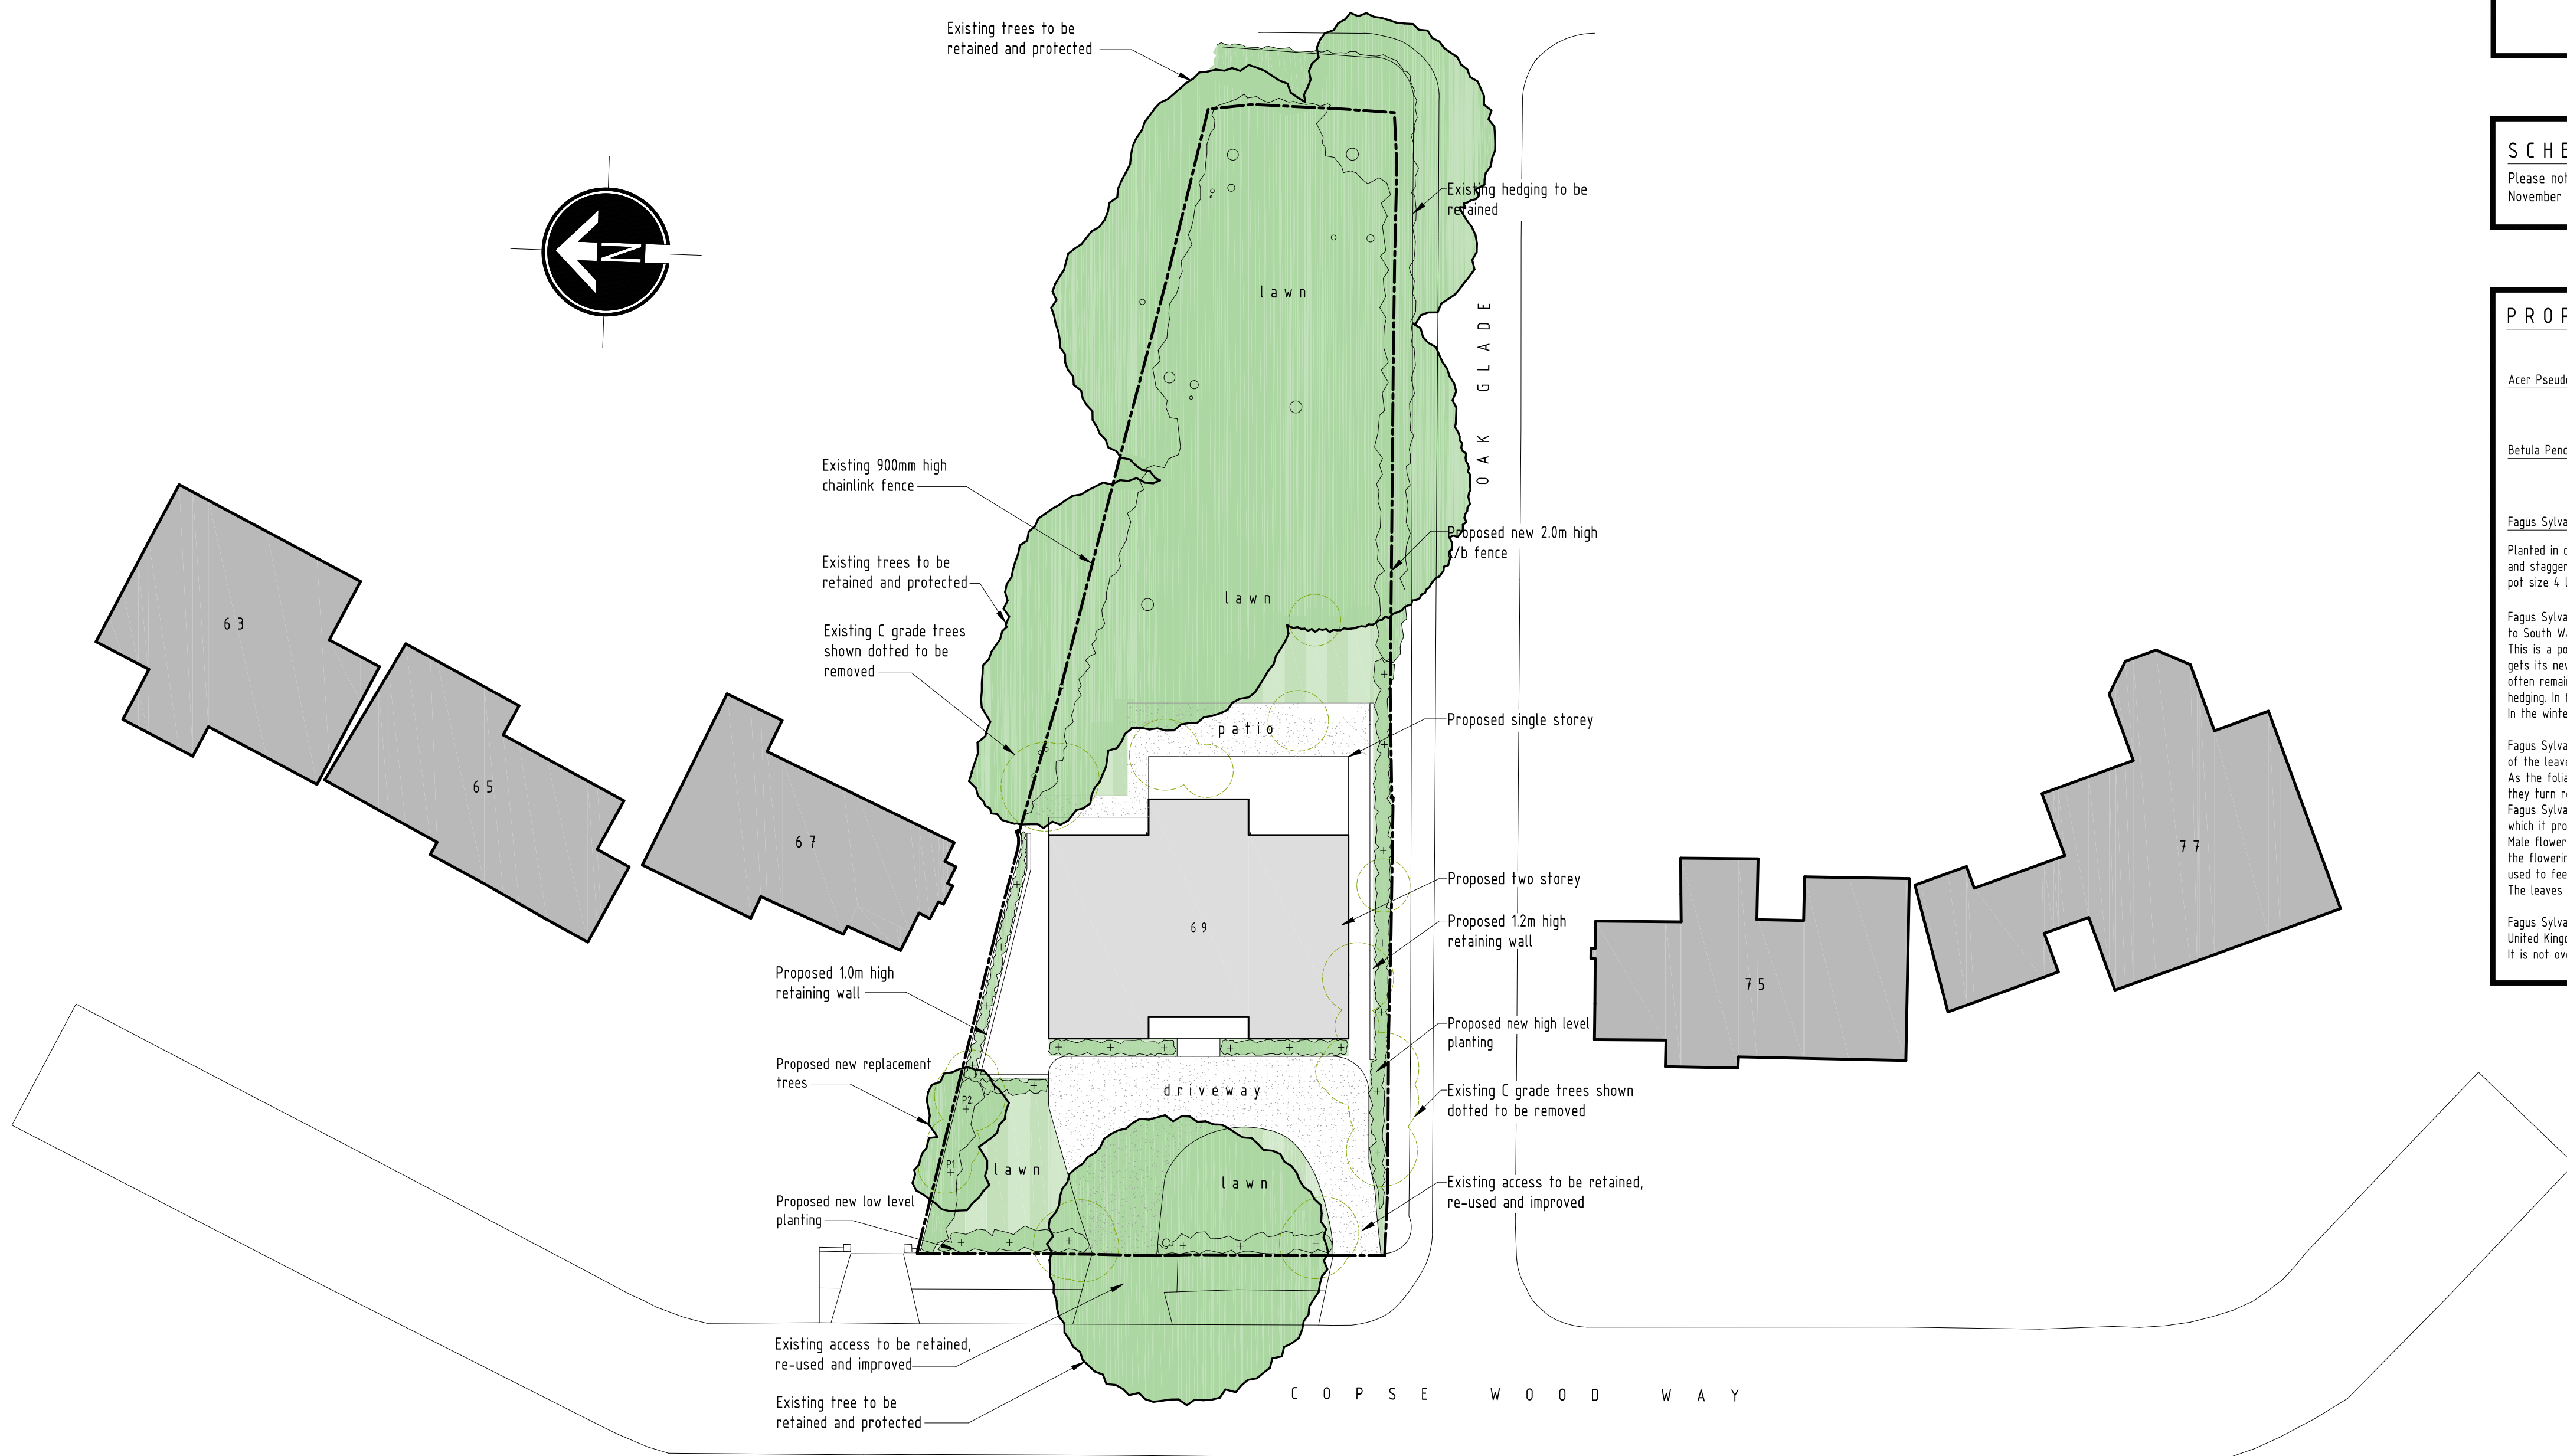 Existing trees to be
retained and protected
N
Existing hedging to be
retained
lawn
OAK GLADE
Existing 900mm high
chainlink fence
Proposed new 2.0m high
/b fence
Existing trees to be
retained and protected
lawn
Existing C grade trees
shown dotted to be
removed
63
65
67
patio
Proposed single storey
Proposed two storey
69
Proposed 1.2m high
retaining wall
75
77
Proposed 1.0m high
retaining wall
Proposed new high level
planting
Proposed new replacement
trees
P2.
P1.
driveway
Existing C grade trees shown
dotted to be removed
lawn
lawn
Proposed new low level
planting
Existing access to be retained,
re-used and improved
Existing access to be retained,
re-used and improved
Existing tree to be
retained and protected
COPSE WOOD WAY
SCHE
Please not
November
PROP
Acer Pseud
Betula Pend
Fagus Sylva
Planted in
and stagger
pot size 4 l
Fagus Sylva
to South W
This is a po
gets its ne
often remai
hedging. In
In the winte
Fagus Sylva
of the leave
As the folia
they turn r
Fagus Sylva
which it pro
Male flower
the flowerin
used to fee
The leaves
Fagus Sylva
United Kingd
It is not ov